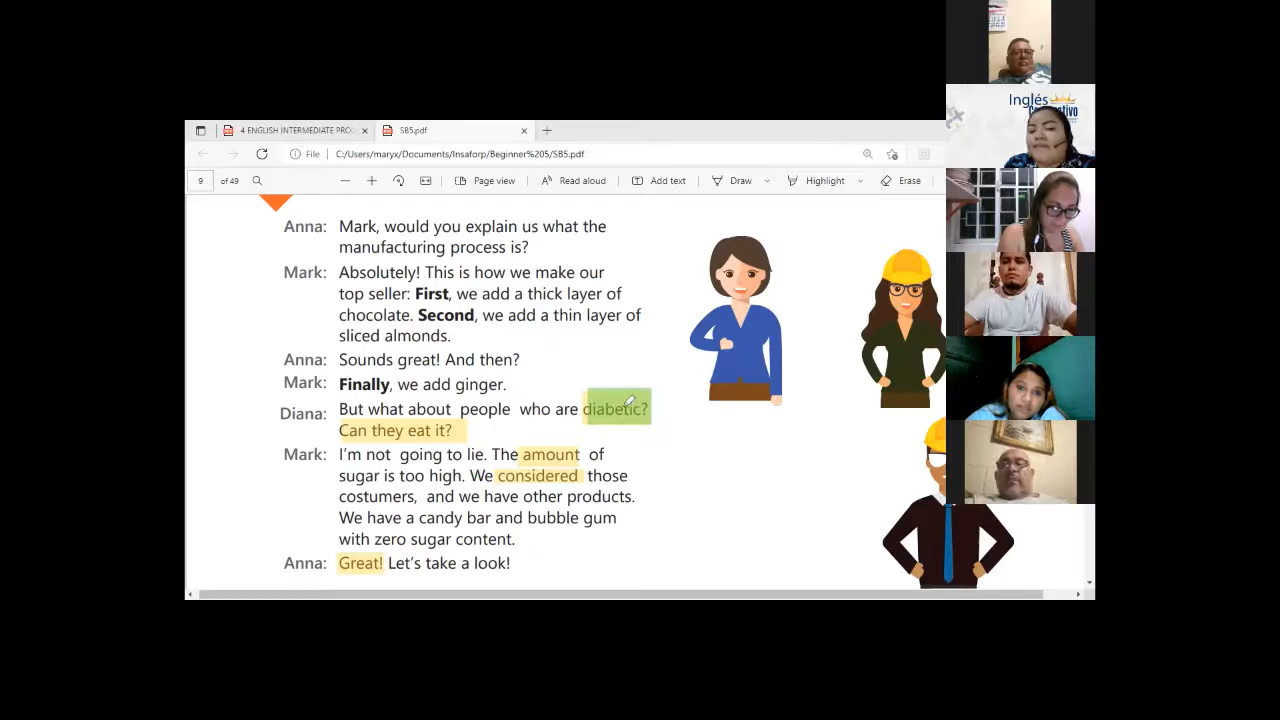 Inglés
4 ENGLISH INTERMEDIATE PRO
SB5.pdf
File
C:/Users/maryx/Documents/Insaforp/Beginner%205/SB5.pdf
9
of 49
Page view
Read aloud
Add text
Draw
Highlight
Erase
Anna: Mark, would you explain us what the
manufacturing process is?
Mark: Absolutely! This is how we make our
top seller: First, we add a thick layer of
chocolate. Second, we add a thin layer of
sliced almonds.
Anna: Sounds great! And then?
Mark: Finally, we add ginger.
Diana: But what about people who are diabetic?
Can they eat it?
Mark: I'm not going to lie. The amount of
sugar is too high. We considered those
costumers, and we have other products.
We have a candy bar and bubble gum
with zero sugar content.
Anna: Great! Let's take a look!